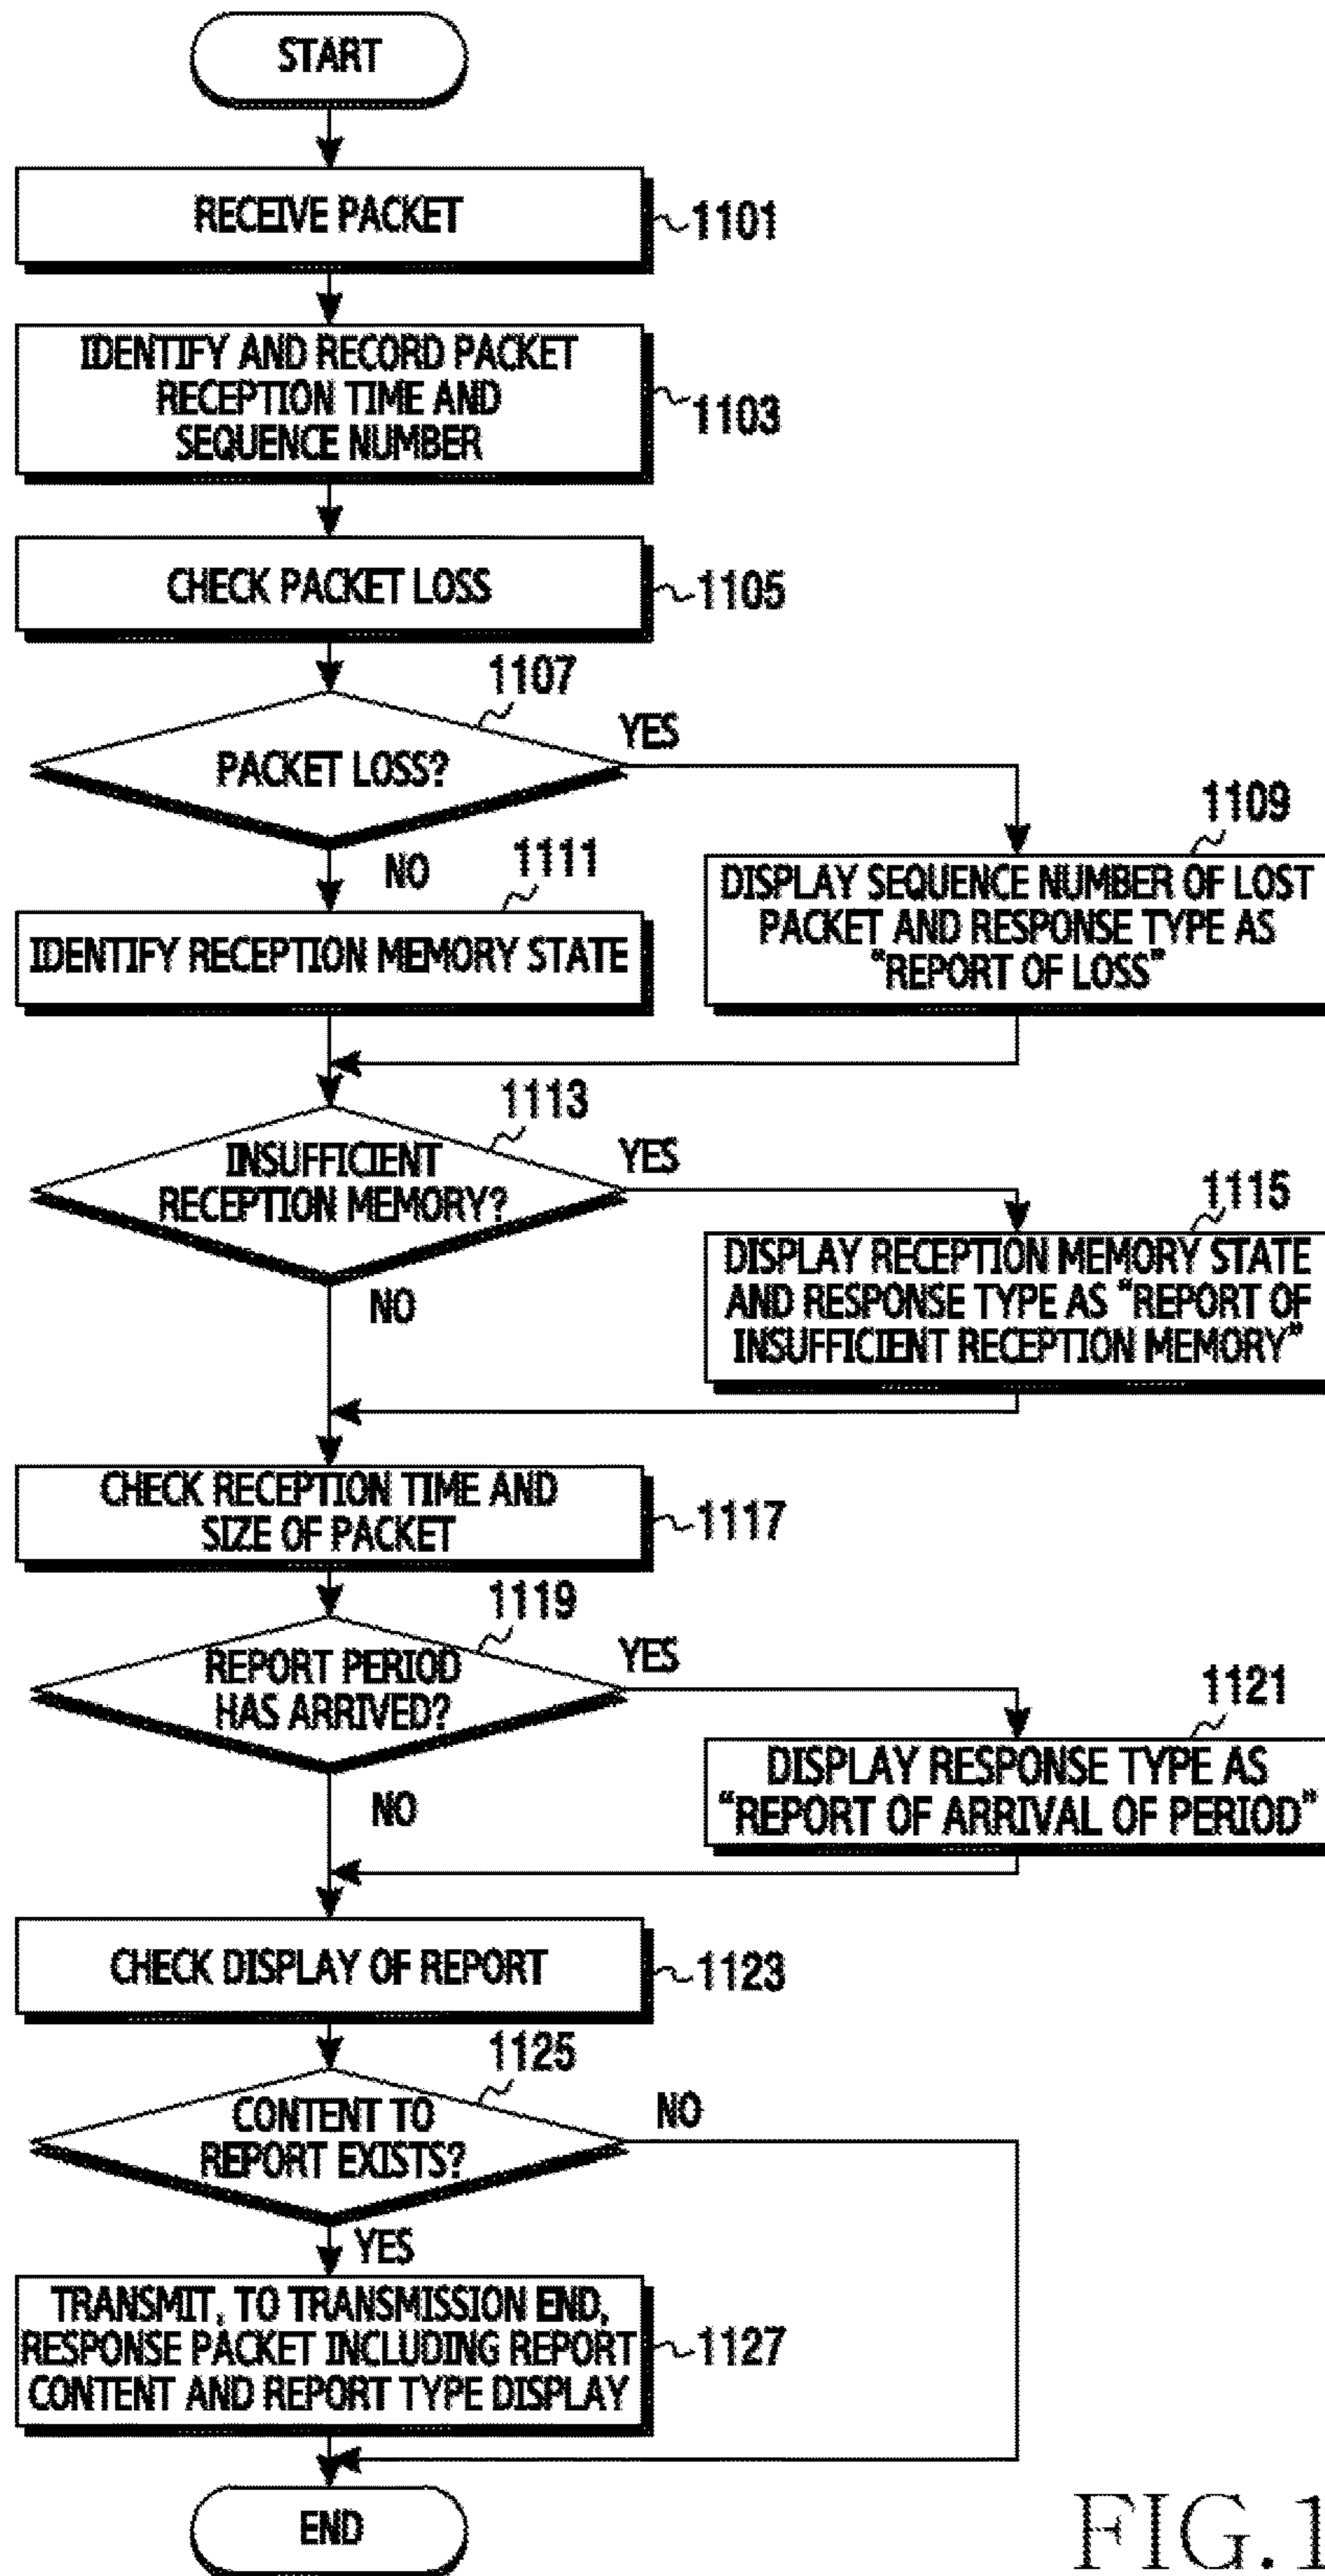 START
RECEIVE PACKET
1101
IDENTIFY AND RECORD PACKET
RECEPTION TIME AND
SEQUENCE NUMBER
1103
CHECK PACKET LOSS
1105
1107
PACKET LOSS?
YES
NO
1109
DISPLAY SEQUENCE NUMBER OF LOST
PACKET AND RESPONSE TYPE AS
"REPORT OF LOSS"
1111
IDENTIFY RECEPTION MEMORY STATE
1113
INSUFFICIENT
RECEPTION MEMORY?
YES
NO
1115
DISPLAY RECEPTION MEMORY STATE
AND RESPONSE TYPE AS "REPORT OF
INSUFFICIENT RECEPTION MEMORY"
CHECK RECEPTION TIME AND
SIZE OF PACKET
1117
1119
REPORT PERIOD
HAS ARRIVED?
YES
NO
1121
DISPLAY RESPONSE TYPE AS
"REPORT OF ARRIVAL OF PERIOD"
CHECK DISPLAY OF REPORT
1123
1125
CONTENT TO
REPORT EXISTS?
NO
YES
TRANSMIT, TO TRANSMISSION END,
RESPONSE PACKET INCLUDING REPORT
CONTENT AND REPORT TYPE DISPLAY
1127
END
FIG.1